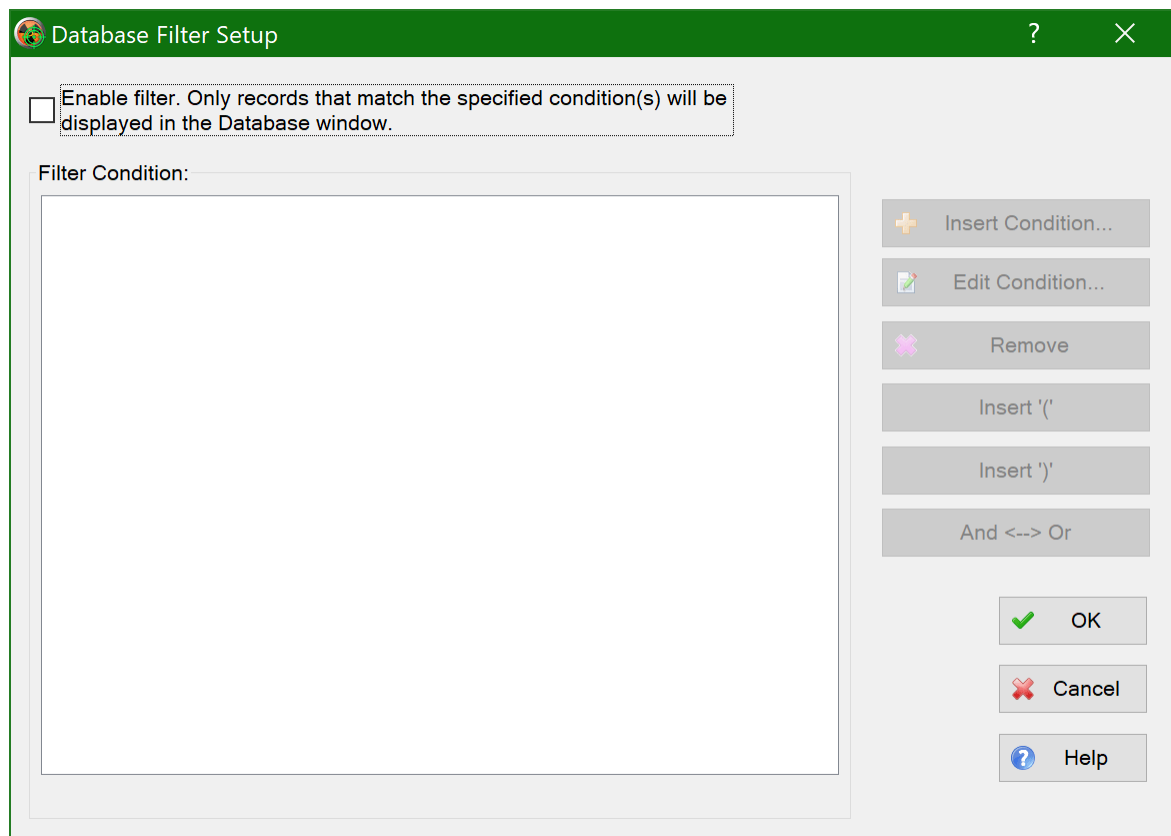 Database Filter Setup
?
Enable filter. Only records that match the specified condition(s) will be
displayed in the Database window.
Filter Condition:
Insert Condition...
Edit Condition...
Remove
Insert '('
Insert ')'
And <--> Or
OK
Cancel
? Help